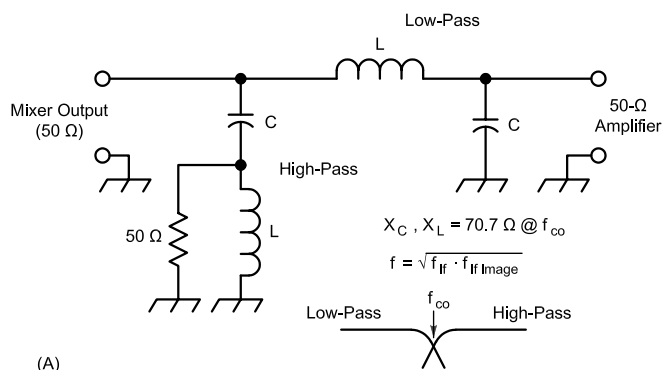 Low-Pass
L
Mixer Output
(50 Ω)
C
50-Ω
Amplifier
C
High-Pass
50 Ω
L
X_C , X_L = 70.7 Ω @ f_co
f = √f_If · f_If Image
f_co
Low-Pass
High-Pass
(A)